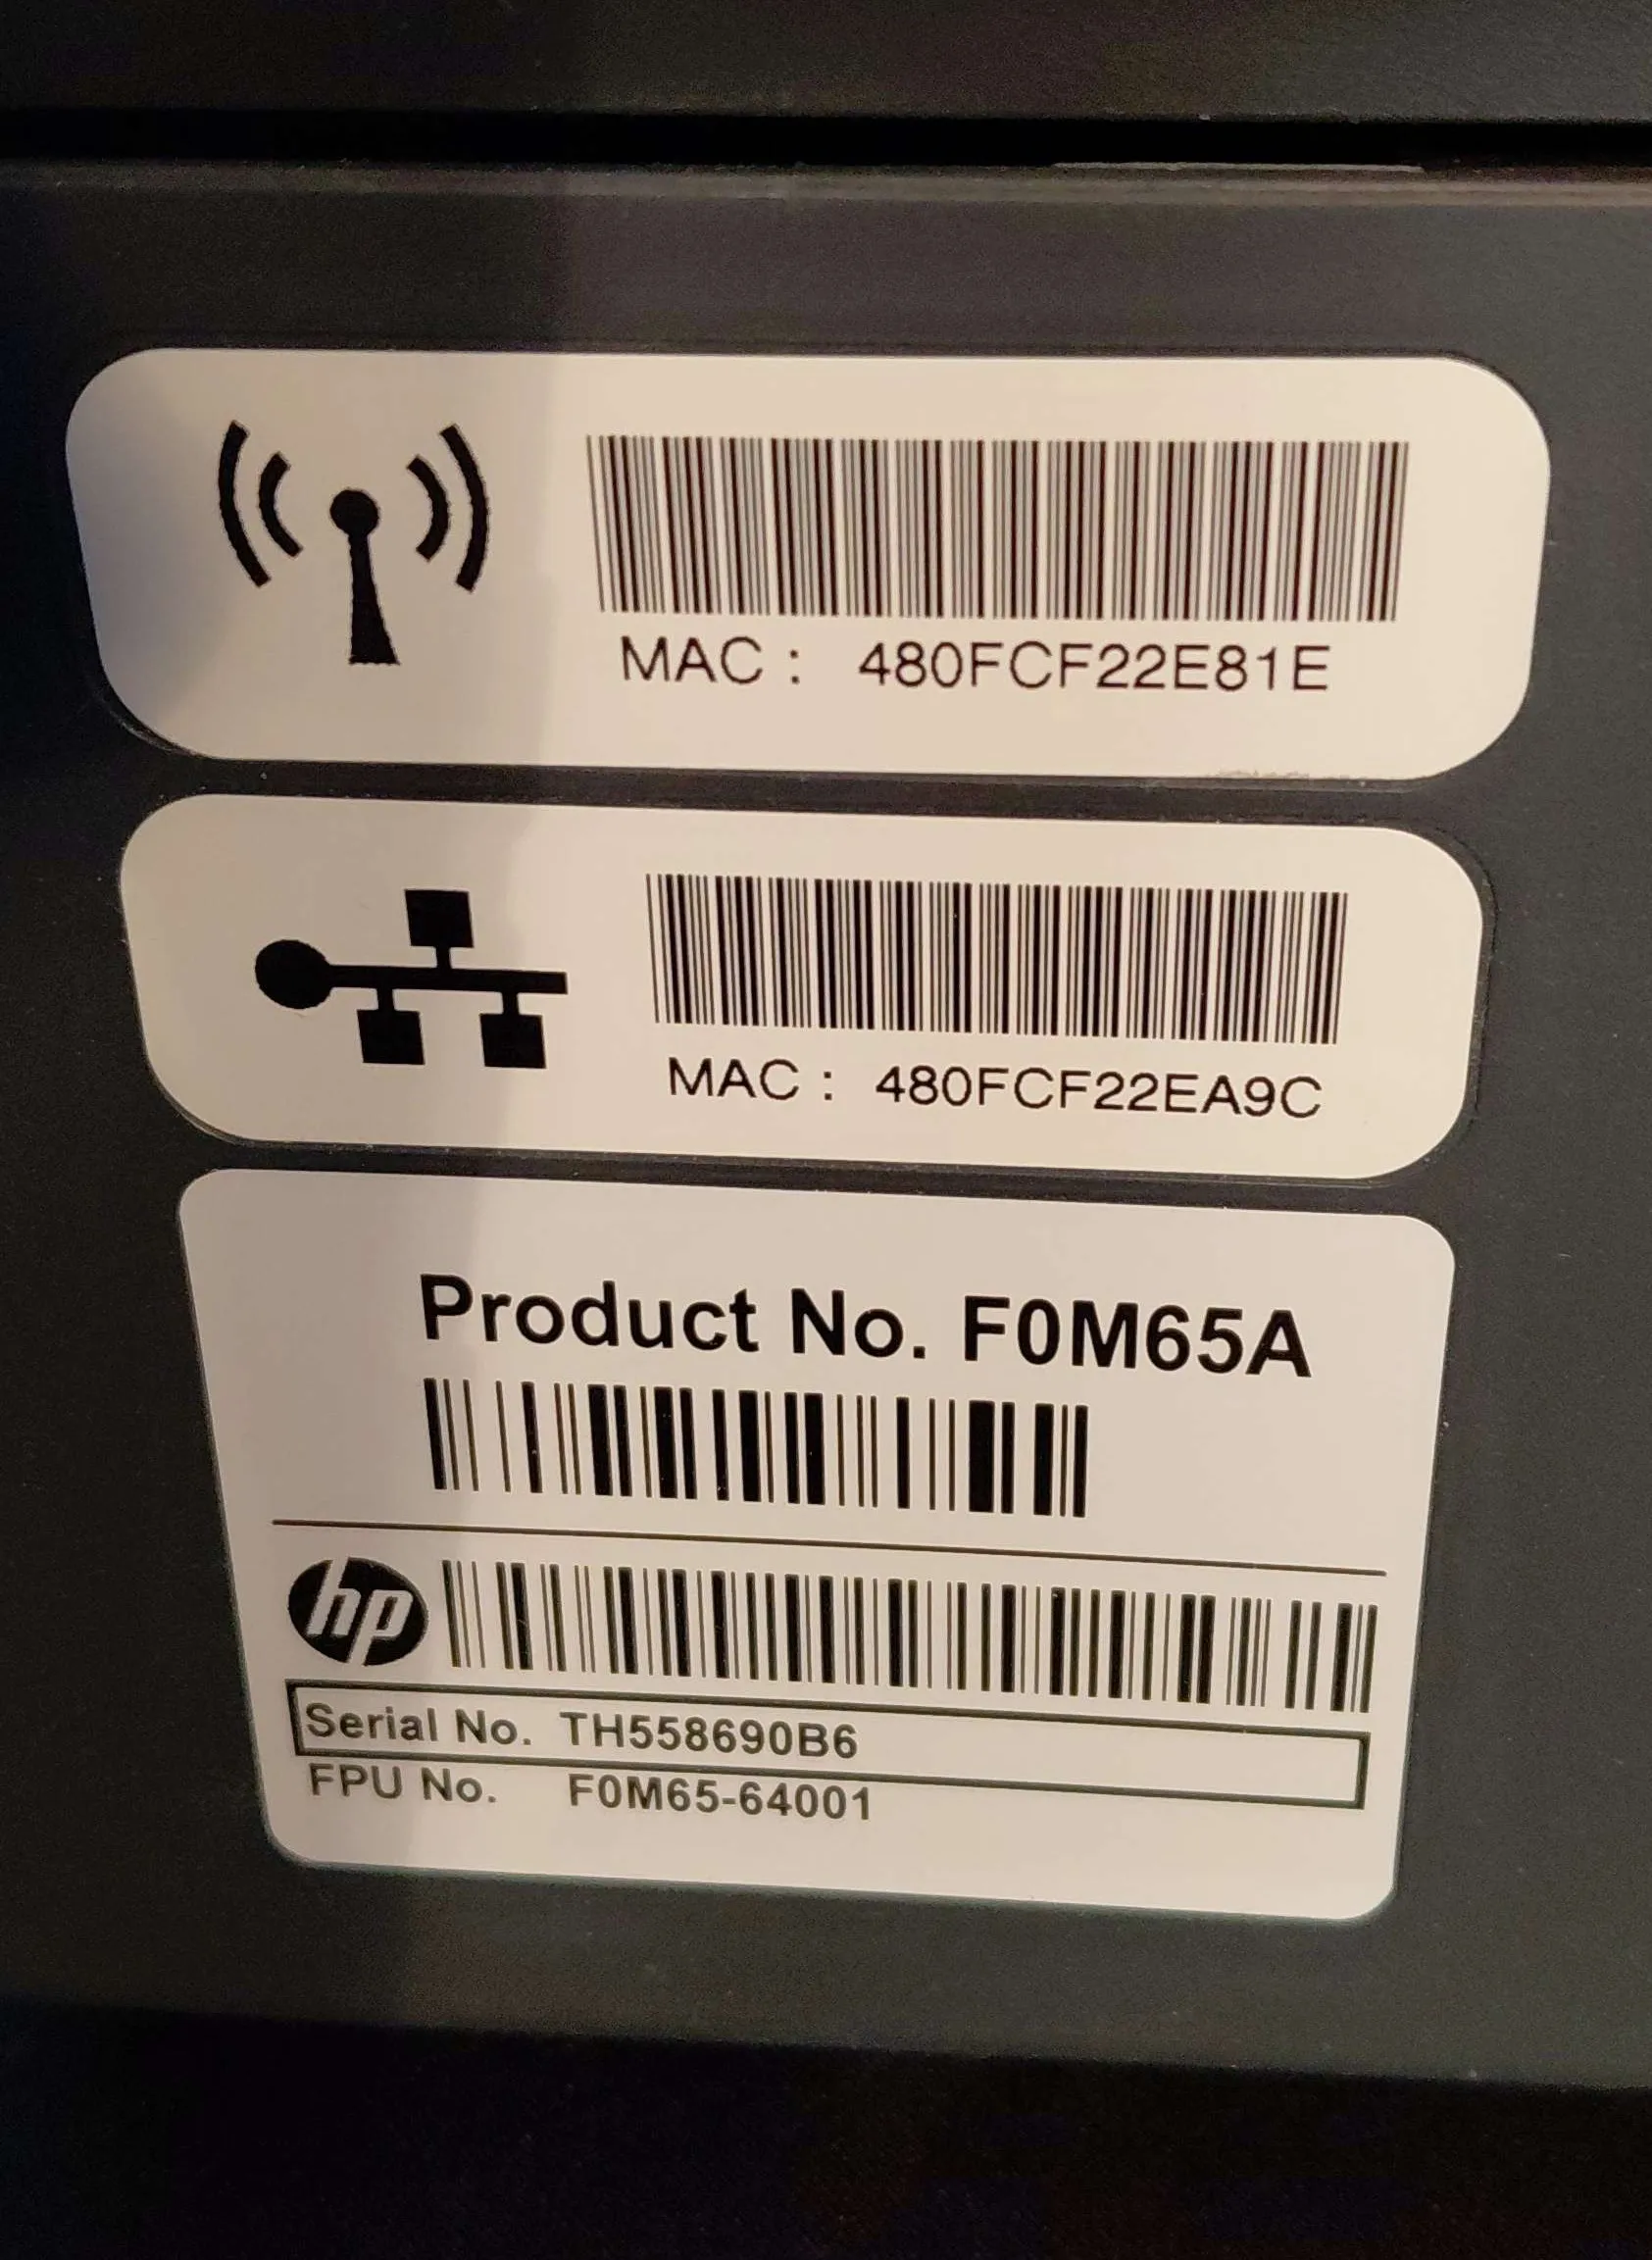 MAC : 480FCF22E81E
MAC : 480FCF22EA9C
Product No. F0M65A
hp
Serial No. TH558690B6
FPU No. F0M65-64001